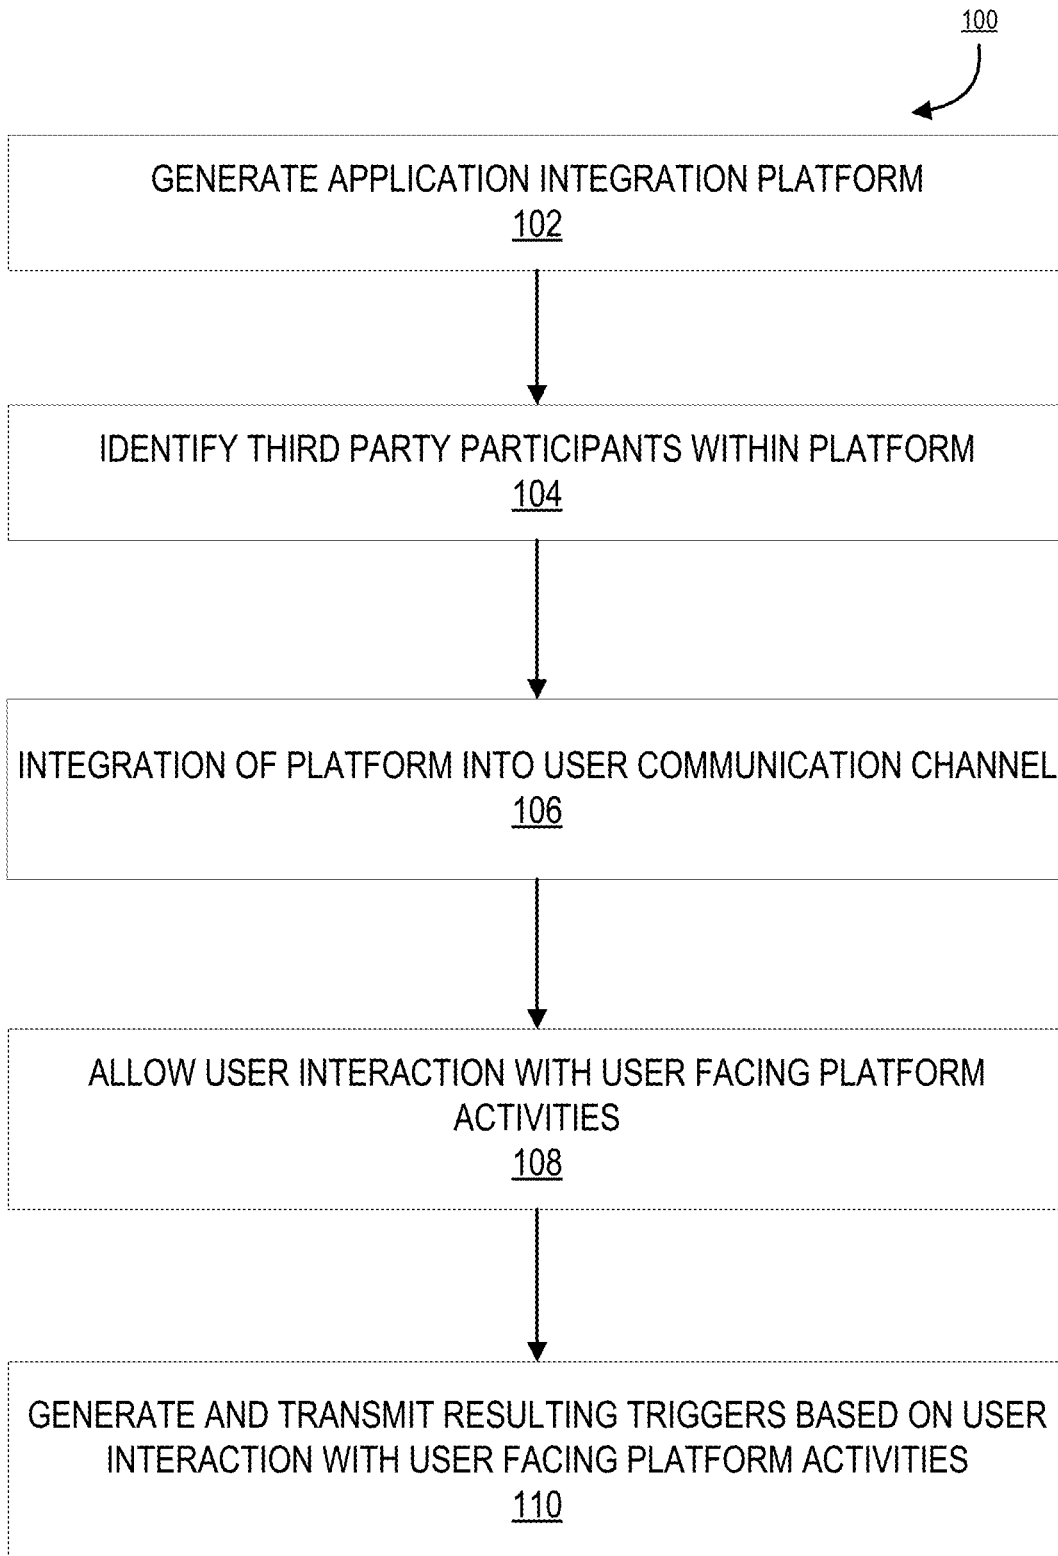 100
GENERATE APPLICATION INTEGRATION PLATFORM
102
IDENTIFY THIRD PARTY PARTICIPANTS WITHIN PLATFORM
104
INTEGRATION OF PLATFORM INTO USER COMMUNICATION CHANNEL
106
ALLOW USER INTERACTION WITH USER FACING PLATFORM
ACTIVITIES
108
GENERATE AND TRANSMIT RESULTING TRIGGERS BASED ON USER
INTERACTION WITH USER FACING PLATFORM ACTIVITIES
110